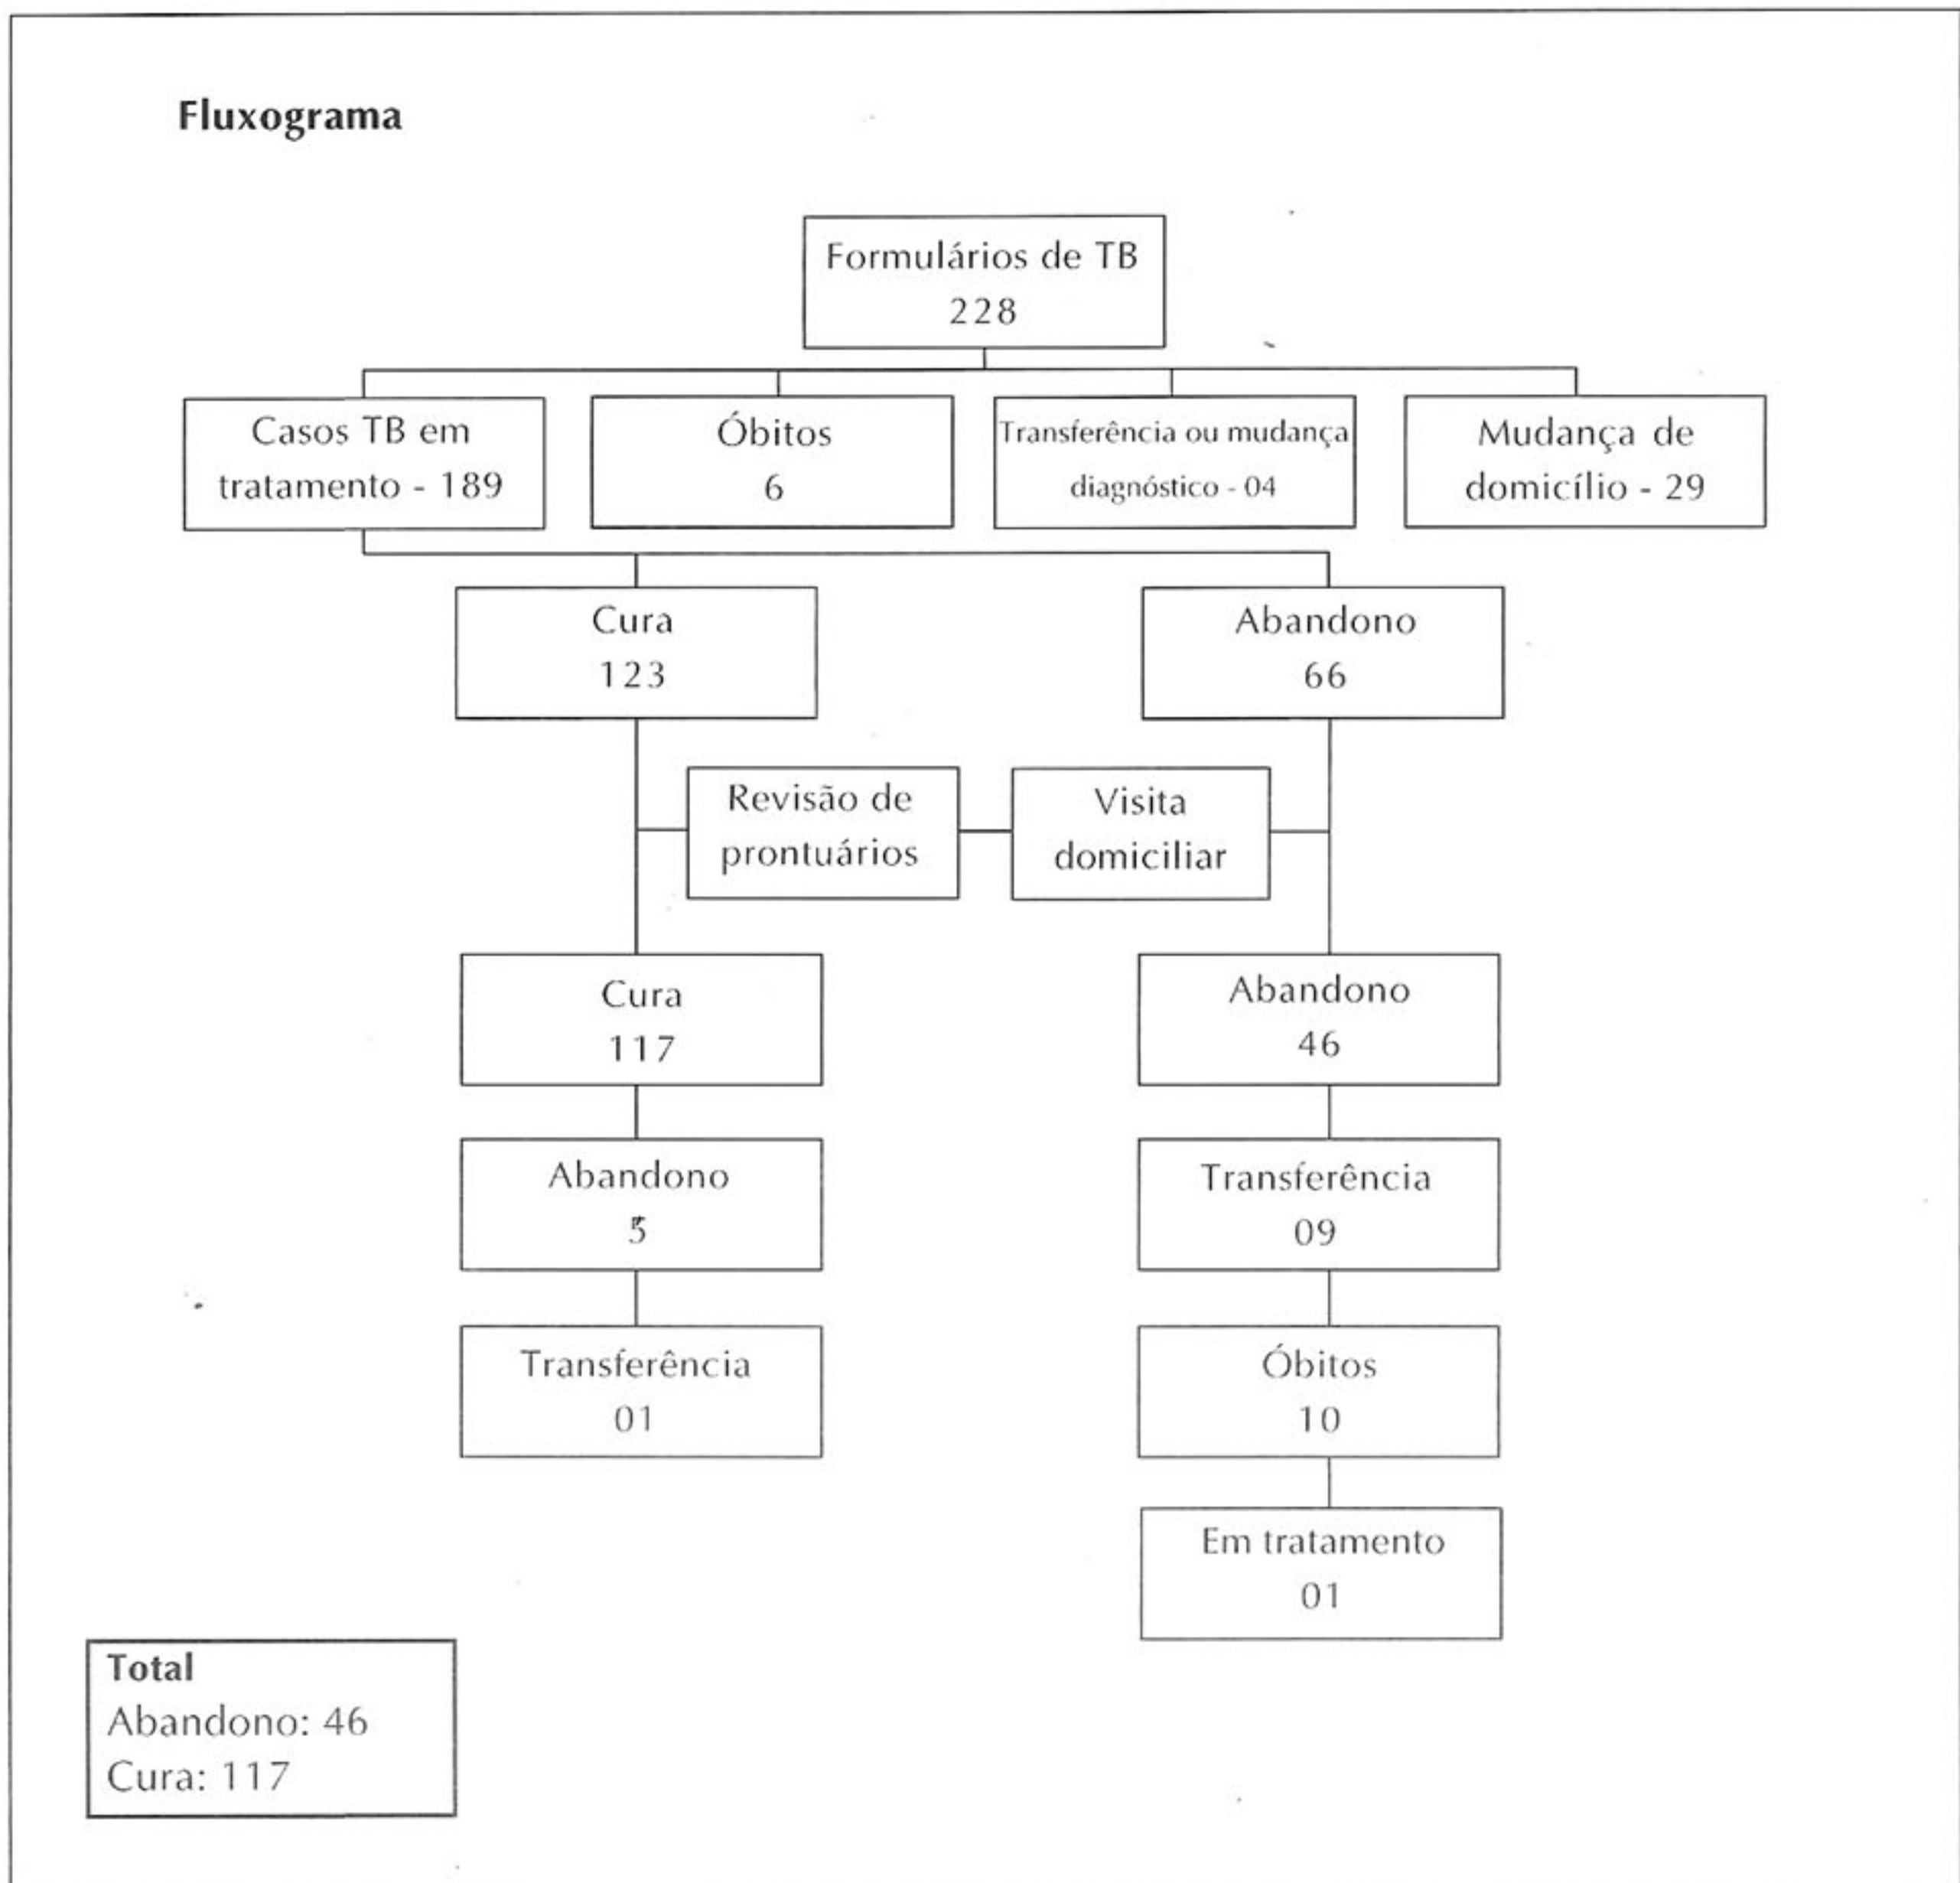 Fluxograma
Formulários de TB
228
Casos TB em
tratamento - 189
Óbitos
6
Transferência ou mudança
diagnóstico - 04
Mudança de
domicílio - 29
Cura
123
Abandono
66
Revisão de
prontuários
Visita
domiciliar
Cura
117
Abandono
46
Abandono
5
Transferência
09
Transferência
01
Óbitos
10
Em tratamento
01
Total
Abandono: 46
Cura: 117